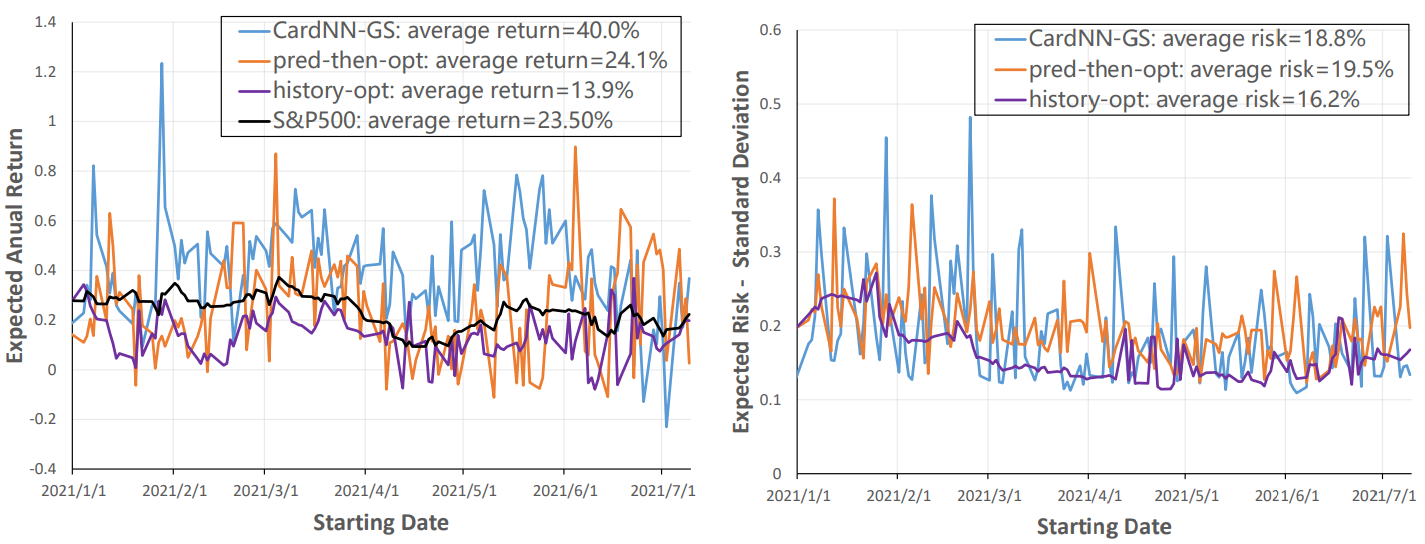 1.4
1.2
1
0.8
0.6
0.4
0.2
0
-0.2
-0.4
Expected Anual Return
CardNN-GS: average return=40.0%
pred-then-opt: average return=24.1%
history-opt: average return=13.9%
S&P500: average return=23.50%
2021/1/1
2021/2/1
2021/3/1
2021/4/1
2021/5/1
2021/6/1
2021/7/1
Starting Date
0.6
0.5
0.4
0.3
0.2
0.1
0
Expected Risk - Standard Deviation
CardNN-GS: average risk=18.8%
pred-then-opt: average risk=19.5%
history-opt: average risk=16.2%
2021/1/1
2021/2/1
2021/3/1
2021/4/1
2021/5/1
2021/6/1
2021/7/1
Starting Date